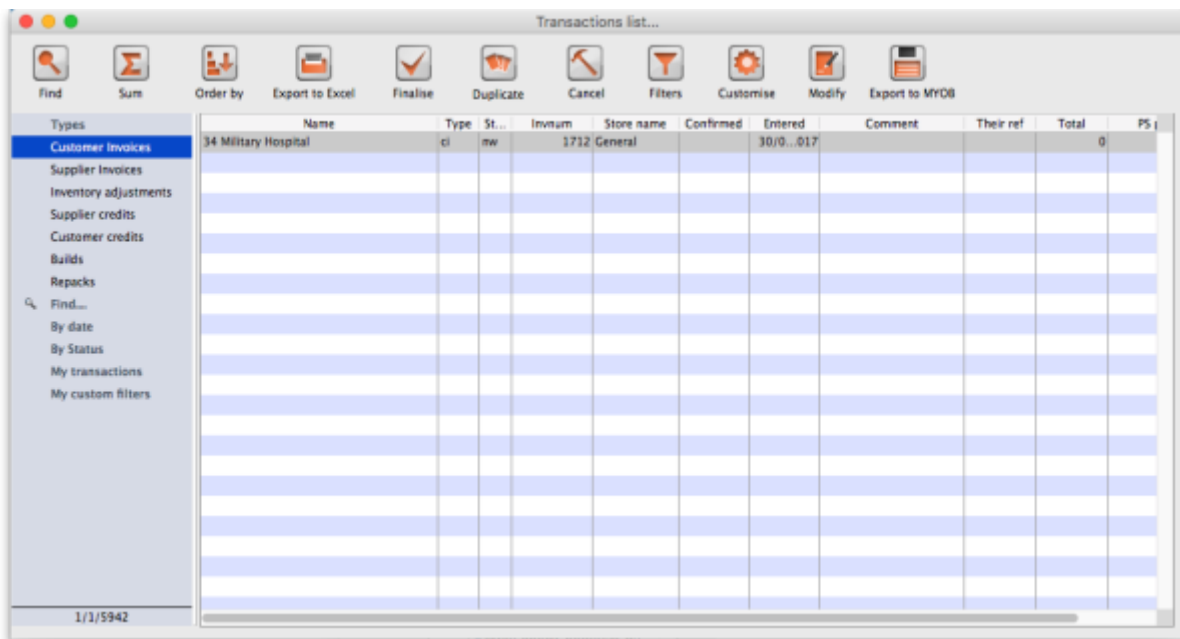 Transactions list...
Find Sum Order by Export to Excel Finalise Duplicate Cancel Filters Customise Modify Export to MYOB
Types Name Type St... Invnum Store name Confirmed Entered Comment Their ref Total PS
Customer Invoices 34 Military Hospital ci nw 1712 General 30/0...017 0
Supplier Invoices
Inventory adjustments
Supplier credits
Customer credits
Builds
Repacks
Find...
By date
By Status
My transactions
My custom filters
1/1/5942